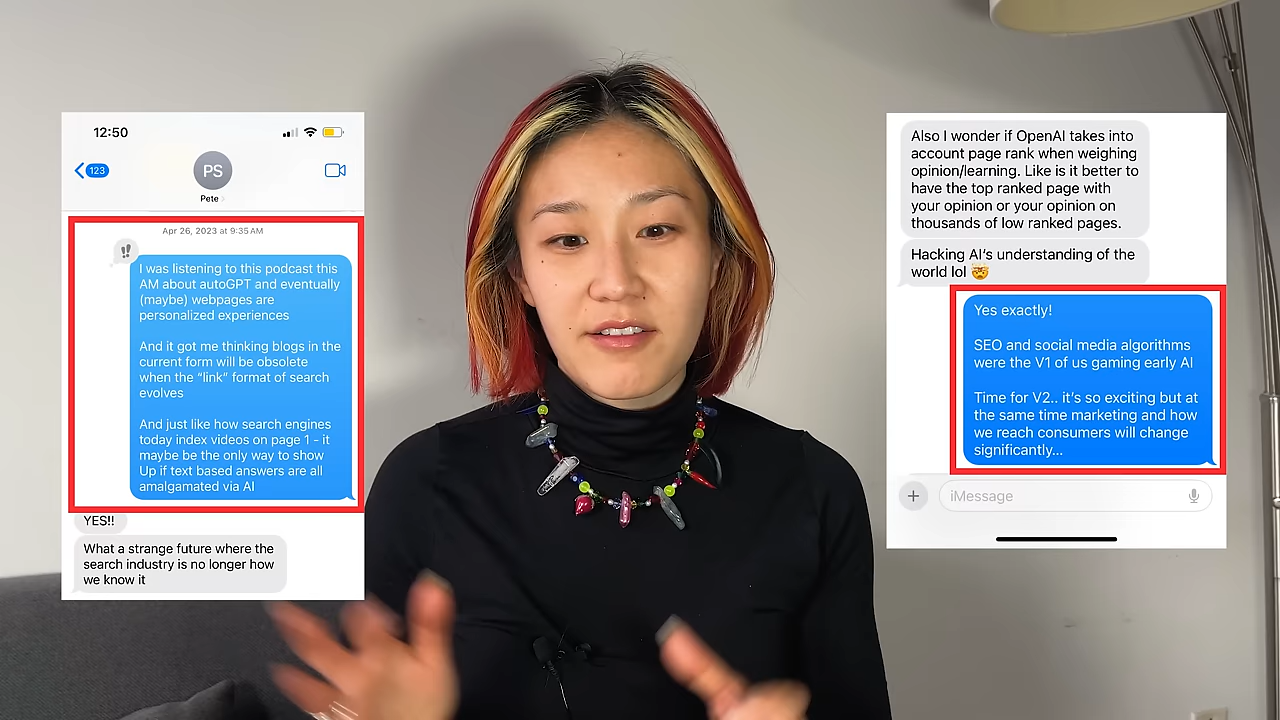 12:50
123
PS
Pete
Apr 26, 2023 at 9:35 AM
I was listening to this podcast this
AM about autoGPT and eventually
(maybe) webpages are
personalized experiences
And it got me thinking blogs in the
current form will be obsolete
when the “link” format of search
evolves
And just like how search engines
today index videos on page 1 - it
maybe be the only way to show
Up if text based answers are all
amalgamated via AI
YES!!
What a strange future where the
search industry is no longer how
we know it
Also I wonder if OpenAI takes into
account page rank when weighing
opinion/learning. Like is it better to
have the top ranked page with
your opinion or your opinion on
thousands of low ranked pages.
Hacking AI’s understanding of the
world lol 🤯
Yes exactly!
SEO and social media algorithms
were the V1 of us gaming early AI
Time for V2.. it’s so exciting but at
the same time marketing and how
we reach consumers will change
significantly...
iMessage